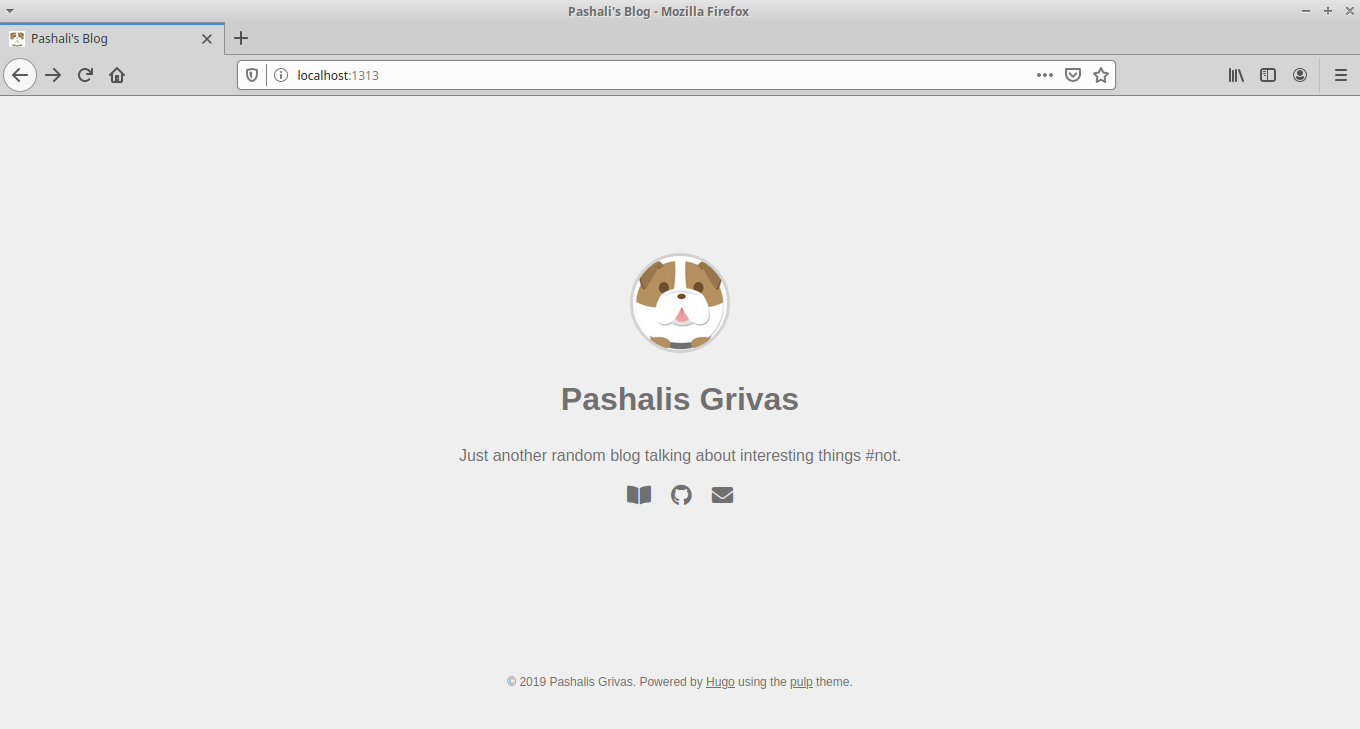 Pashali's Blog - Mozilla Firefox
Pashali's Blog
localhost:1313
Pashalis Grivas
Just another random blog talking about interesting things #not.
© 2019 Pashalis Grivas. Powered by Hugo using the pulp theme.